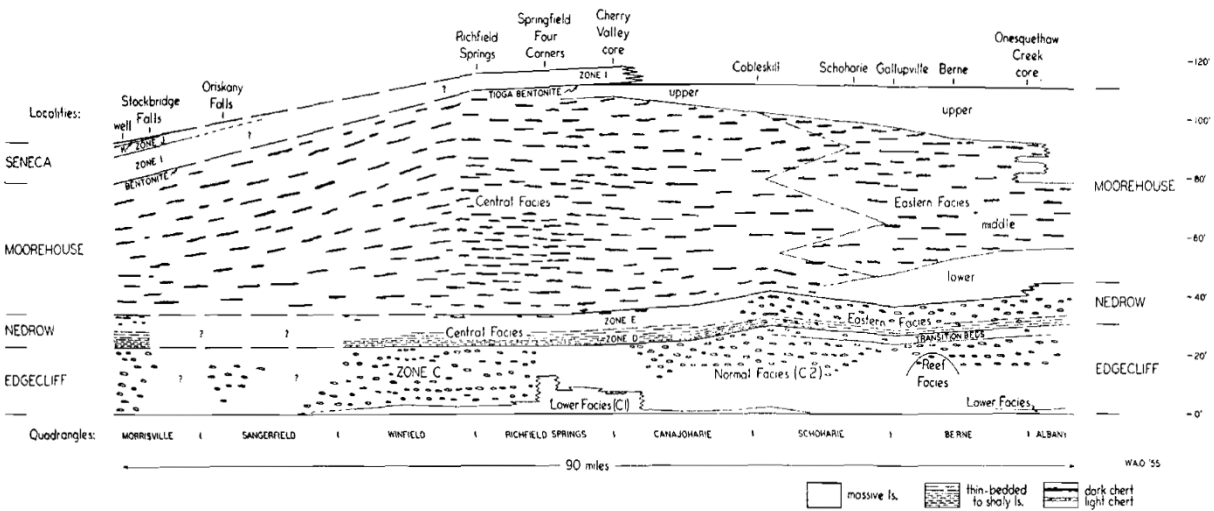 Localities:
well
Stockbridge
Falls
Oriskany
Falls
Richfield
Springs
Springfield
Four
Corners
Cherry
Valley
core
Cobleskill
Schoharie
Gallupville
Berne
Onesquethaw
Creek
core
120'
100'
80'
60'
40'
20'
0'
SENECA
MOOREHOUSE
NEDROW
EDGECLIFF
ZONE J
ZONE I
BENTONITE
?
?
ZONE I
TIOGA BENTONITE
upper
upper
Central Facies
Eastern Facies
middle
lower
MOOREHOUSE
NEDROW
EDGECLIFF
ZONE E
Central Facies
ZONE D
Eastern Facies
TRANSITION BEDS
? ?
? ?
ZONE C
Normal Facies (C2)
Reef
Facies
Lower Facies (C1)
Lower Facies
Quadrangles:
MORRISVILLE
SANGERFIELD
WINFIELD
RICHFIELD SPRINGS
CANAJOHARIE
SCHOHARIE
BERNE
ALBANY
90 miles
WAO '55
massive ls.
thin-bedded
to shaly ls.
dark chert
light chert